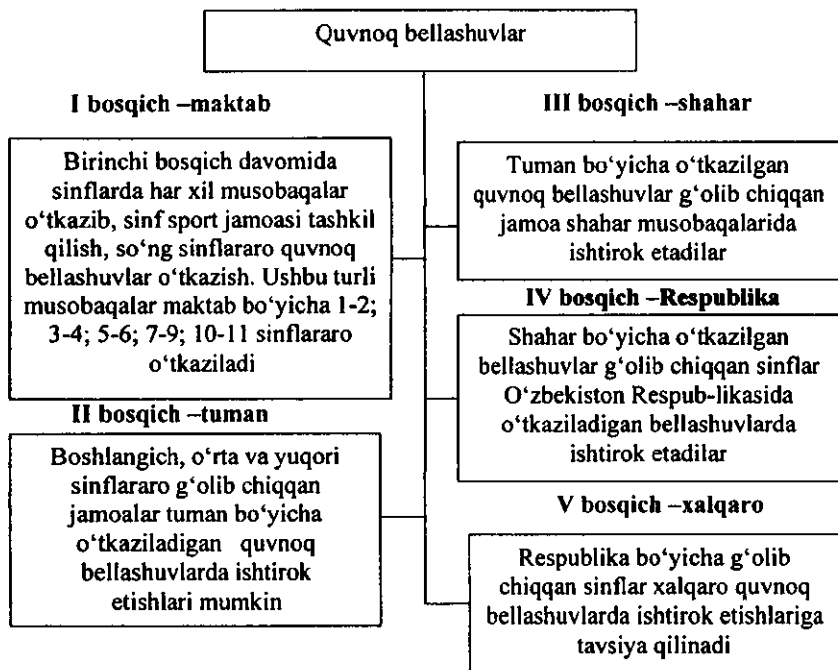 Quvnoq bellashuvlar
I bosqich –maktab
Birinchi bosqich davomida
sinflarda har xil musobaqalar
o‘tkazib, sinf sport jamoasi tashkil
qilish, so‘ng sinflararo quvnoq
bellashuvlar o‘tkazish. Ushbu turli
musobaqalar maktab bo‘yicha 1-2;
3-4; 5-6; 7-9; 10-11 sinflararo
o‘tkaziladi
II bosqich –tuman
Boshlangich, o‘rta va yuqori
sinflararo g‘olib chiqqan
jamoalar tuman bo‘yicha
o‘tkaziladigan quvnoq
bellashuvlarda ishtirok
etishlari mumkin
III bosqich –shahar
Tuman bo‘yicha o‘tkazilgan
quvnoq bellashuvlar g‘olib chiqqan
jamoa shahar musobaqalarida
ishtirok etadilar
IV bosqich –Respublika
Shahar bo‘yicha o‘tkazilgan
bellashuvlar g‘olib chiqqan sinflar
O‘zbekiston Respub-likasida
o‘tkaziladigan bellashuvlarda
ishtirok etadilar
V bosqich –xalqaro
Respublika bo‘yicha g‘olib
chiqqan sinflar xalqaro quvnoq
bellashuvlarda ishtirok etishlariga
tavsiya qilinadi